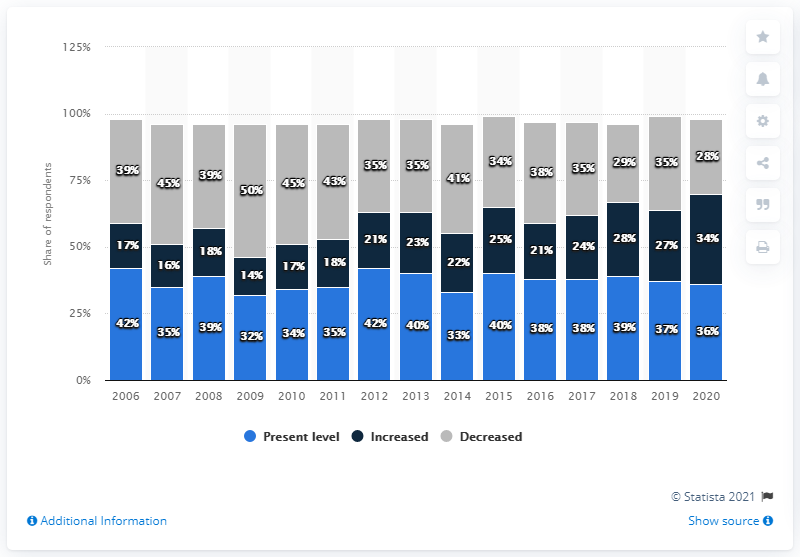 125%
100%
75%
50%
25%
0%
Share of respondents
39% 45% 39% 50% 45% 43% 35% 35% 41% 34% 38% 35% 29% 35% 28%
17% 16% 18% 14% 17% 18% 21% 23% 22% 25% 21% 24% 28% 27% 34%
42% 35% 39% 32% 34% 35% 42% 40% 33% 40% 38% 38% 39% 37% 36%
2006 2007 2008 2009 2010 2011 2012 2013 2014 2015 2016 2017 2018 2019 2020
Present level Increased Decreased
© Statista 2021
Additional Information Show source